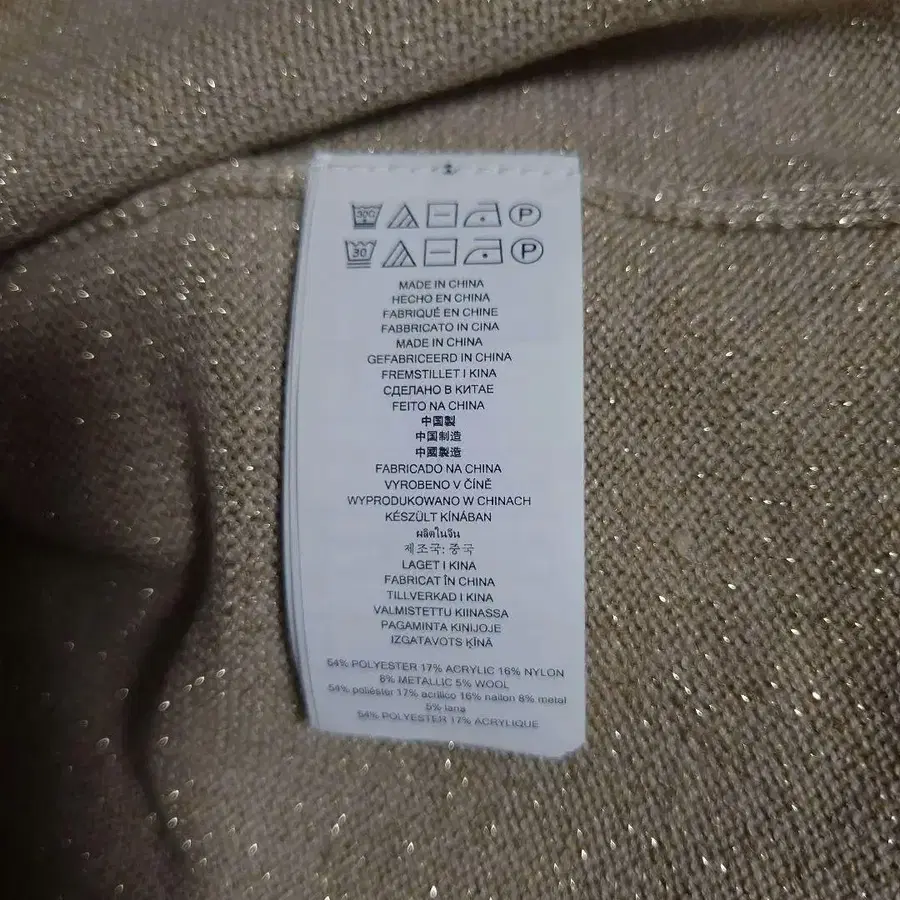 30C P
30 P
MADE IN CHINA
HECHO EN CHINA
FABRIQUÉ EN CHINE
FABBRICATO IN CINA
MADE IN CHINA
GEFABRICEERD IN CHINA
FREMSTILLET I KINA
СДЕЛАНО В КИТАЕ
FEITO NA CHINA
中国製
中国制造
中國製造
FABRICADO NA CHINA
VYROBENO V ČÍNĚ
WYPRODUKOWANO W CHINACH
KÉSZÜLT KÍNÁBAN
ผลิตในจีน
제조국: 중국
LAGET I KINA
FABRICAT ÎN CHINA
TILLVERKAD I KINA
VALMISTETTU KIINASSA
PAGAMINTA KINIJOJE
IZGATAVOTS ĶĪNĀ
54% POLYESTER 17% ACRYLIC 16% NYLON
8% METALLIC 5% WOOL
54% poliéster 17% acrílico 16% nailon 8% metal
5% lana
54% POLYESTER 17% ACRYLIQUE